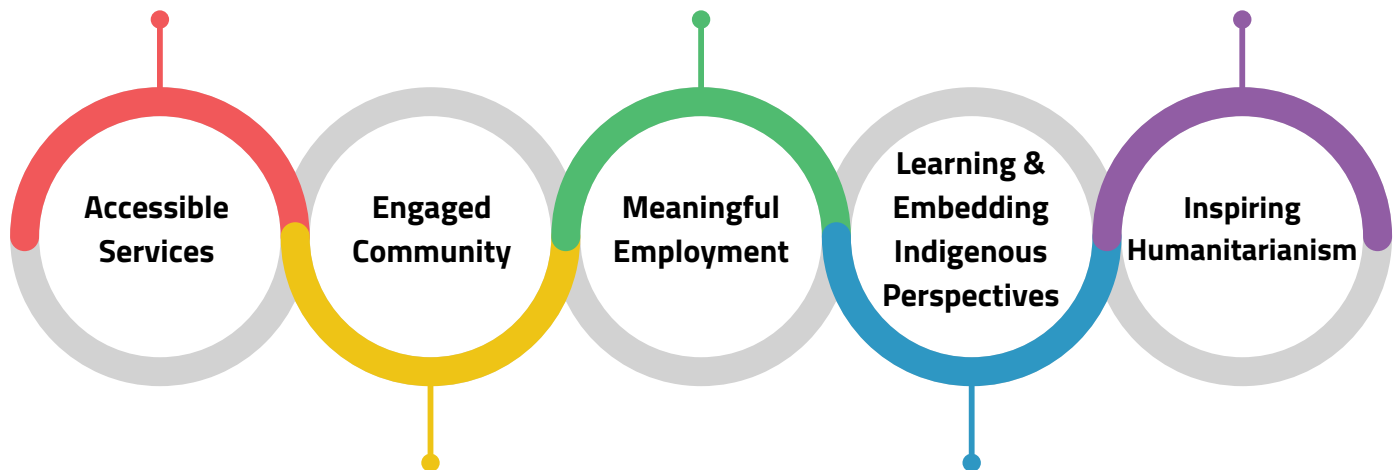 Accessible
Services
Engaged
Community
Meaningful
Employment
Learning &
Embedding
Indigenous
Perspectives
Inspiring
Humanitarianism